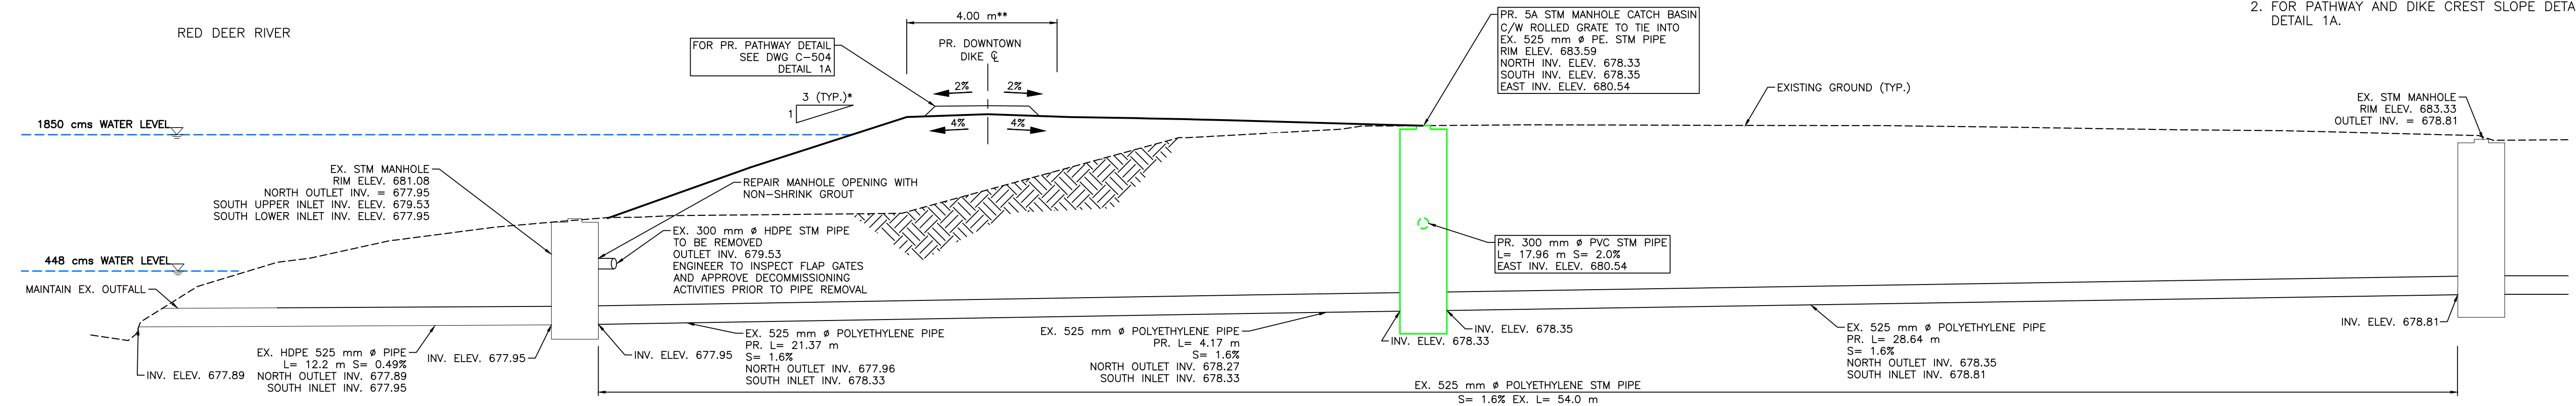 RED DEER RIVER
4.00 m**
FOR PR. PATHWAY DETAIL
SEE DWG C-504
DETAIL 1A
PR. DOWNTOWN
DIKE ℄
2% 2%
4% 4%
3 (TYP.)*
1
PR. 5A STM MANHOLE CATCH BASIN
C/W ROLLED GRATE TO TIE INTO
EX. 525 mm ø PE. STM PIPE
RIM ELEV. 683.59
NORTH INV. ELEV. 678.33
SOUTH INV. ELEV. 678.35
EAST INV. ELEV. 680.54
2. FOR PATHWAY AND DIKE CREST SLOPE DETA
DETAIL 1A.
EXISTING GROUND (TYP.)
EX. STM MANHOLE
RIM ELEV. 683.33
OUTLET INV. = 678.81
1850 cms WATER LEVEL
EX. STM MANHOLE
RIM ELEV. 681.08
NORTH OUTLET INV. = 677.95
SOUTH UPPER INLET INV. ELEV. 679.53
SOUTH LOWER INLET INV. ELEV. 677.95
REPAIR MANHOLE OPENING WITH
NON-SHRINK GROUT
EX. 300 mm ø HDPE STM PIPE
TO BE REMOVED
OUTLET INV. 679.53
ENGINEER TO INSPECT FLAP GATES
AND APPROVE DECOMMISSIONING
ACTIVITIES PRIOR TO PIPE REMOVAL
PR. 300 mm ø PVC STM PIPE
L= 17.96 m S= 2.0%
EAST INV. ELEV. 680.54
448 cms WATER LEVEL
MAINTAIN EX. OUTFALL
INV. ELEV. 677.89
EX. HDPE 525 mm ø PIPE
L= 12.2 m S= 0.49%
NORTH OUTLET INV. 677.89
SOUTH INLET INV. 677.95
INV. ELEV. 677.95
INV. ELEV. 677.95
EX. 525 mm ø POLYETHYLENE PIPE
PR. L= 21.37 m
S= 1.6%
NORTH OUTLET INV. 677.96
SOUTH INLET INV. 678.33
EX. 525 mm ø POLYETHYLENE PIPE
PR. L= 4.17 m
S= 1.6%
NORTH OUTLET INV. 678.27
SOUTH INLET INV. 678.33
INV. ELEV. 678.33
INV. ELEV. 678.35
EX. 525 mm ø POLYETHYLENE PIPE
PR. L= 28.64 m
S= 1.6%
NORTH OUTLET INV. 678.35
SOUTH INLET INV. 678.81
INV. ELEV. 678.81
EX. 525 mm ø POLYETHYLENE STM PIPE
S= 1.6% EX. L= 54.0 m